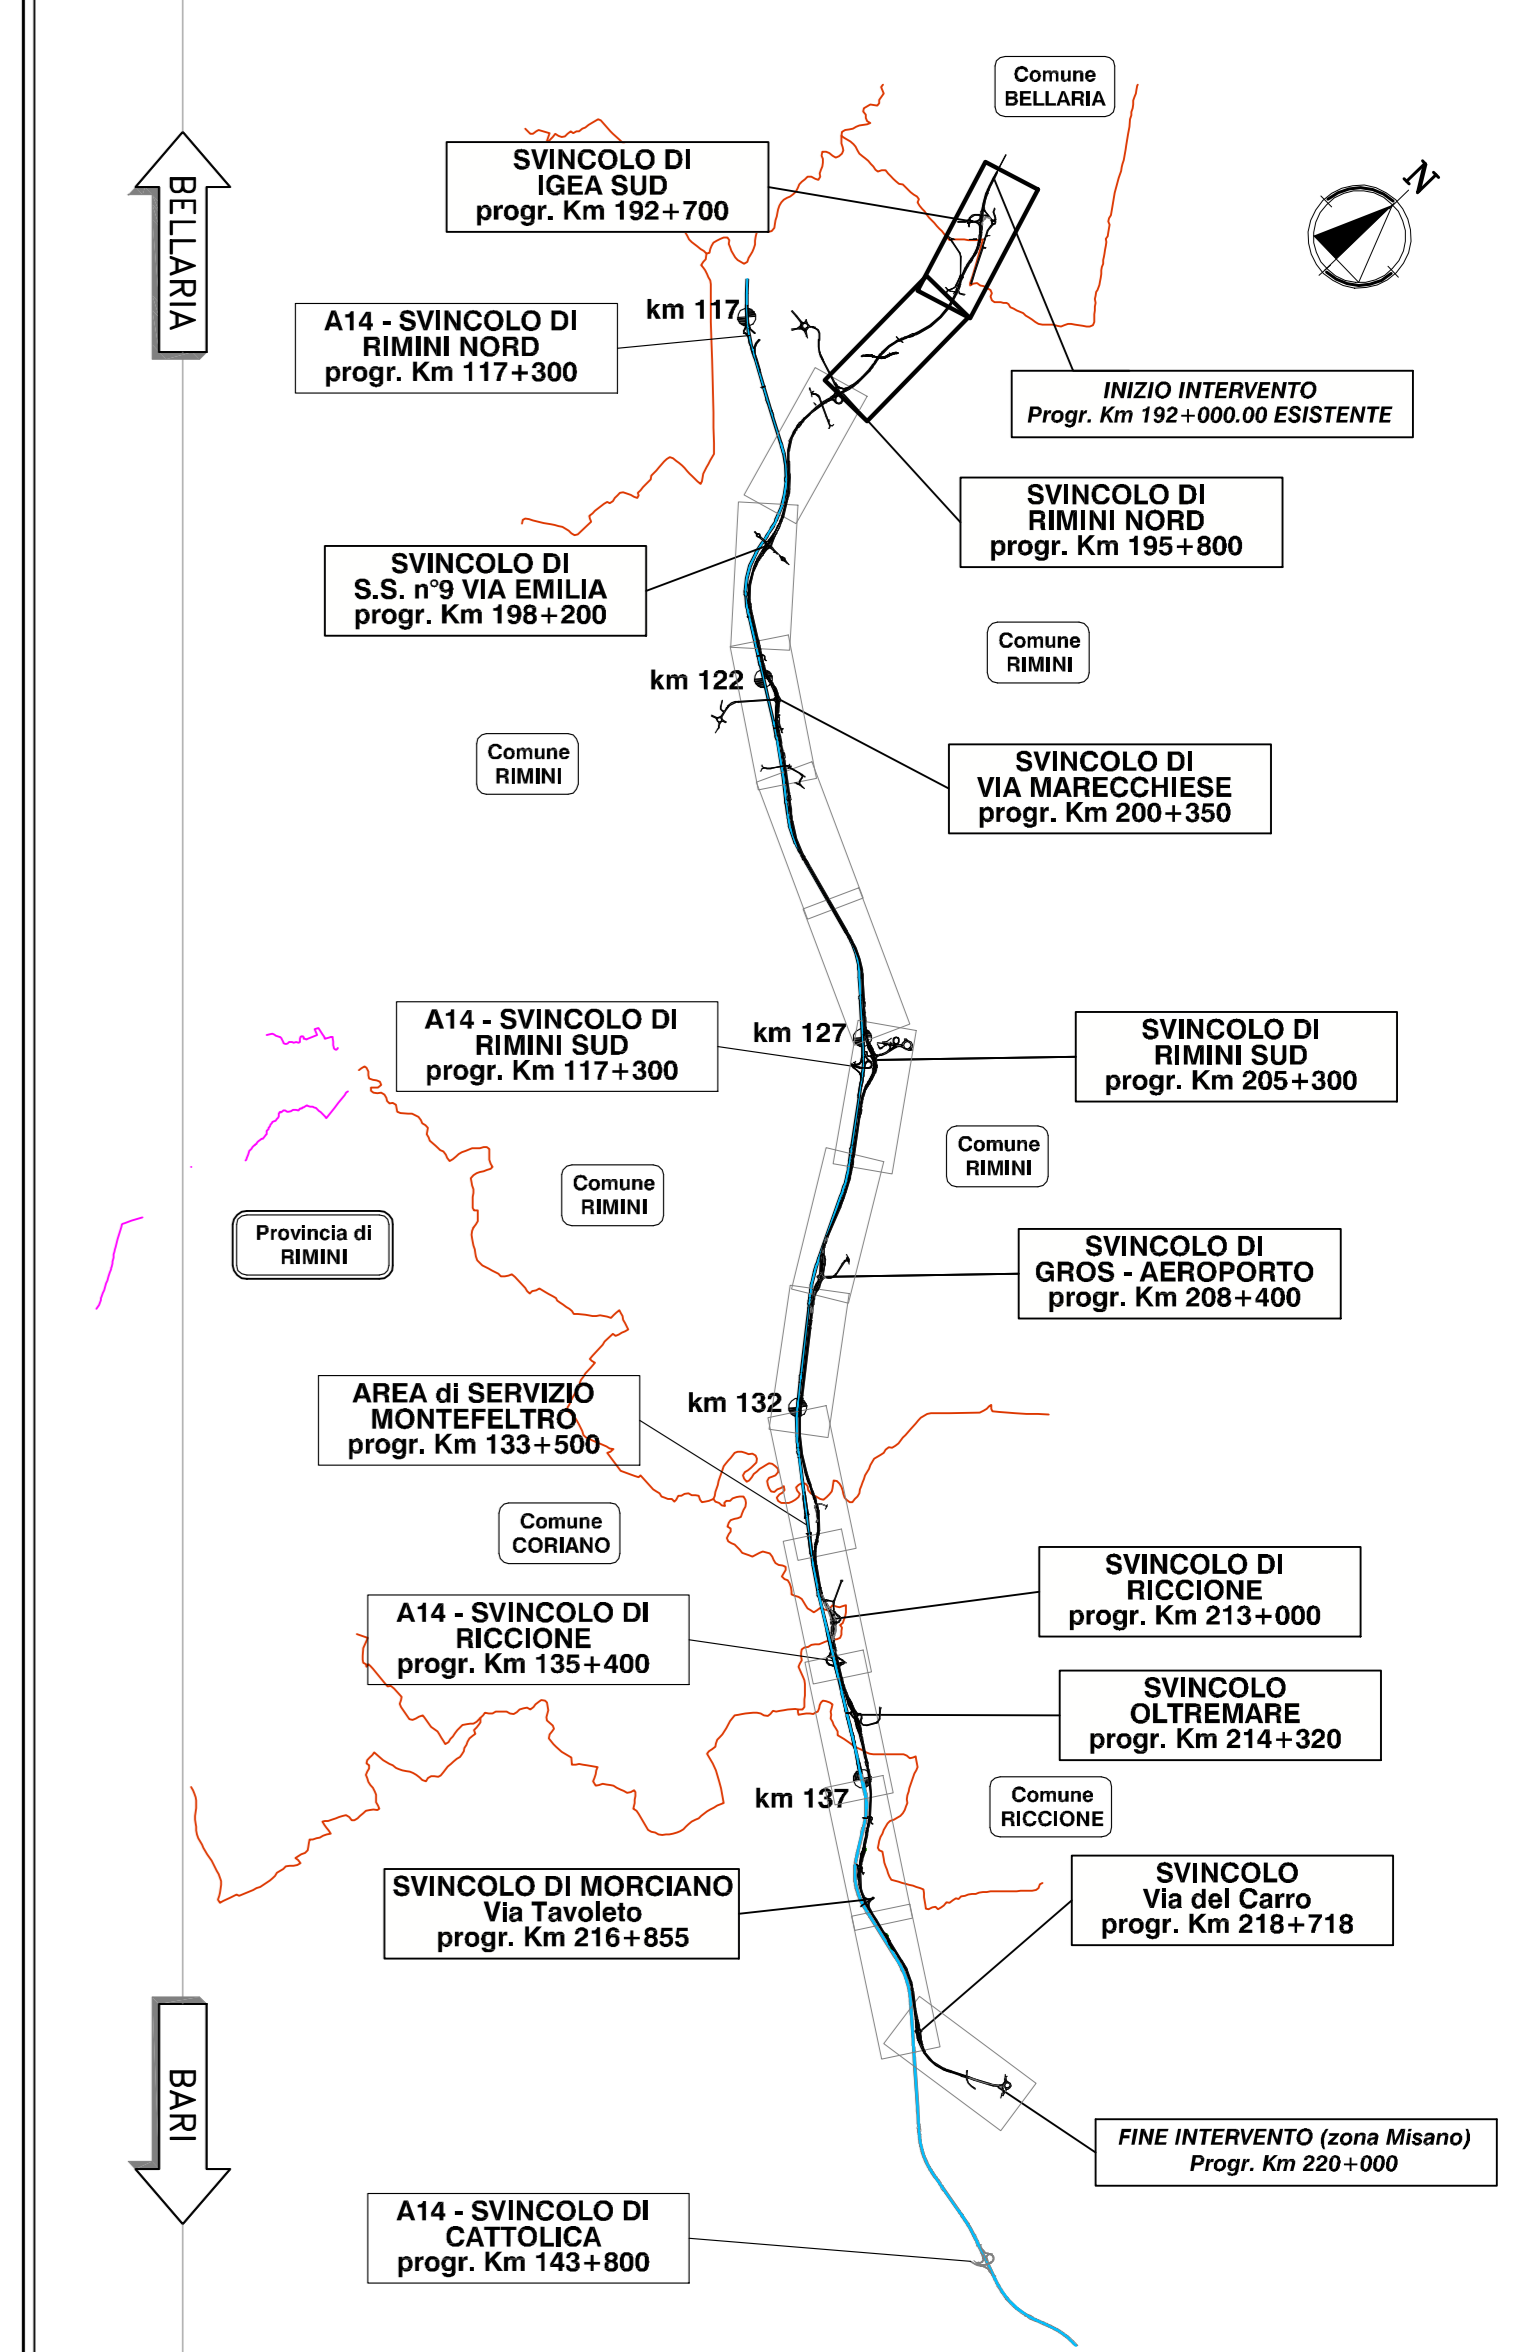 Comune
BELLARIA
N
BELLARIA
SVINCOLO DI
IGEA SUD
progr. Km 192+700
A14 - SVINCOLO DI
RIMINI NORD
progr. Km 117+300
km 117
INIZIO INTERVENTO
Progr. Km 192+000.00 ESISTENTE
SVINCOLO DI
RIMINI NORD
progr. Km 195+800
SVINCOLO DI
S.S. n°9 VIA EMILIA
progr. Km 198+200
Comune
RIMINI
km 122
Comune
RIMINI
SVINCOLO DI
VIA MARECCHIESE
progr. Km 200+350
A14 - SVINCOLO DI
RIMINI SUD
progr. Km 117+300
km 127
SVINCOLO DI
RIMINI SUD
progr. Km 205+300
Comune
RIMINI
Comune
RIMINI
Provincia di
RIMINI
SVINCOLO DI
GROS - AEROPORTO
progr. Km 208+400
AREA di SERVIZIO
MONTEFELTRO
progr. Km 133+500
km 132
Comune
CORIANO
SVINCOLO DI
RICCIONE
progr. Km 213+000
A14 - SVINCOLO DI
RICCIONE
progr. Km 135+400
SVINCOLO
OLTREMARE
progr. Km 214+320
km 137
Comune
RICCIONE
SVINCOLO DI MORCIANO
Via Tavoleto
progr. Km 216+855
SVINCOLO
Via del Carro
progr. Km 218+718
BARI
FINE INTERVENTO (zona Misano)
Progr. Km 220+000
A14 - SVINCOLO DI
CATTOLICA
progr. Km 143+800